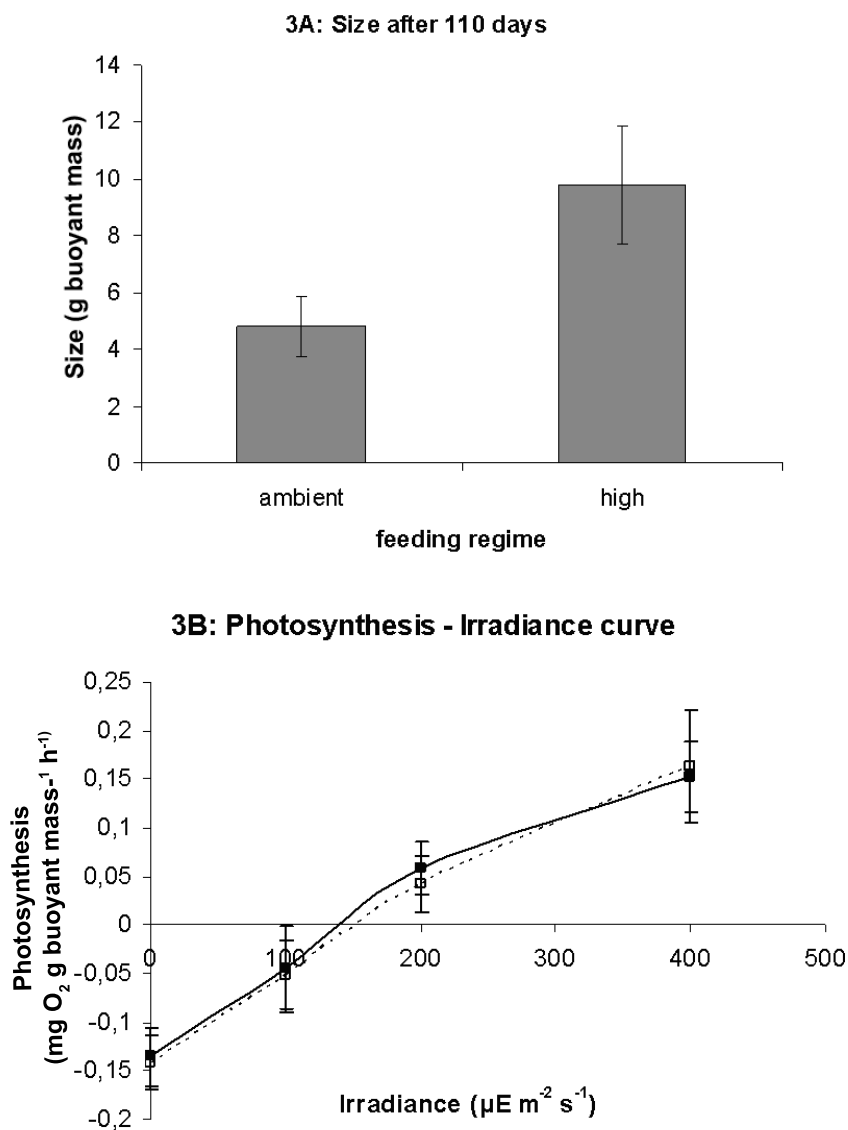 3A: Size after 110 days
Size (g buoyant mass)
14
12
10
8
6
4
2
0
ambient high
feeding regime
3B: Photosynthesis - Irradiance curve
Photosynthesis
(mg O₂ g buoyant mass-¹ h⁻¹⁾
0,25
0,2
0,15
0,1
0,05
0
-0,05
-0,1
-0,15
-0,2
0 100 200 300 400 500
Irradiance (µE m⁻² s⁻¹)